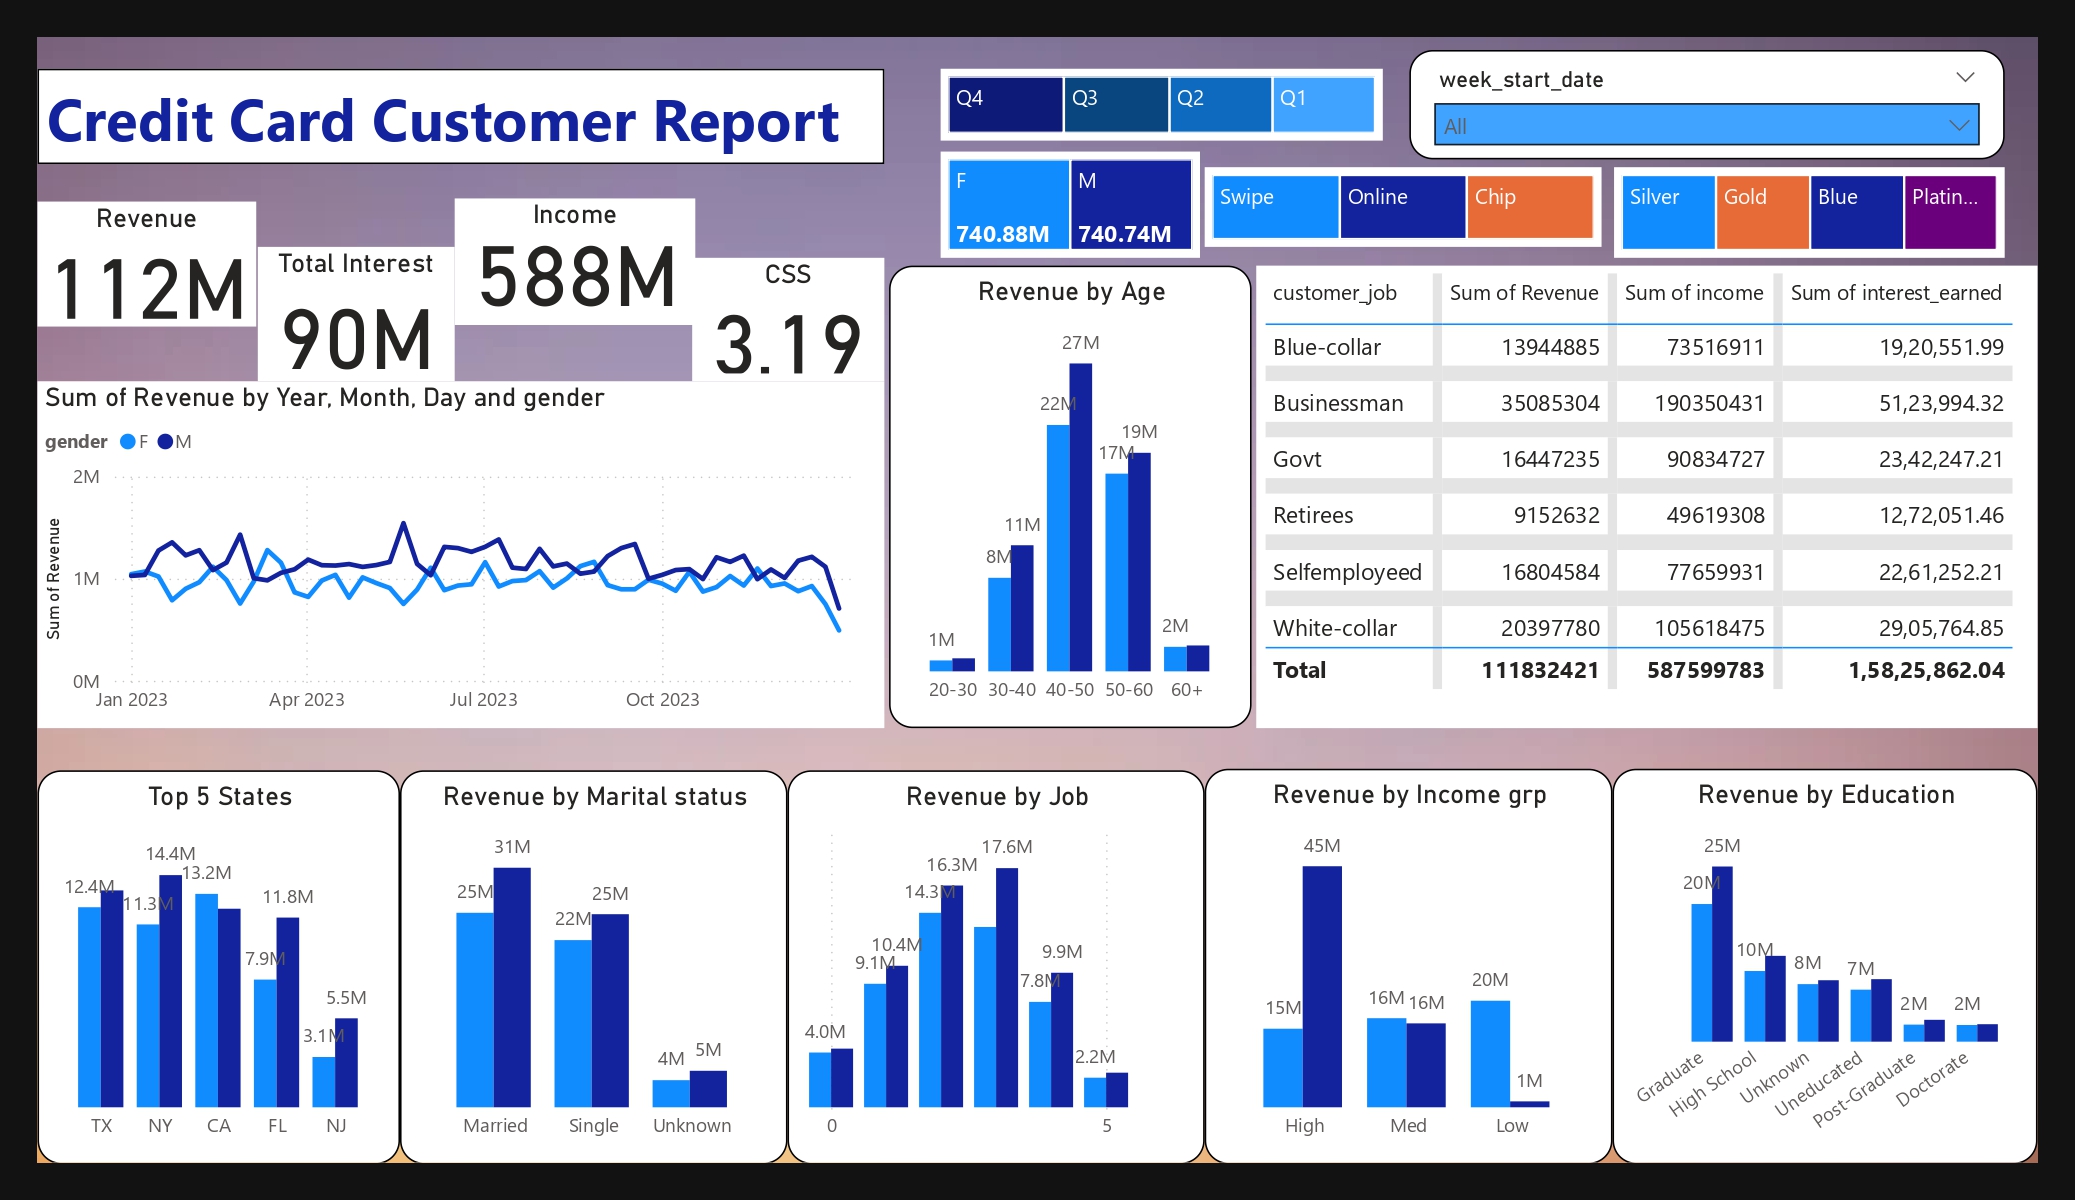 Credit Card Customer Report
Q4 Q3 Q2 Q1
week_start_date
All
F M
740.88M 740.74M
Swipe Online Chip
Silver Gold Blue Platin...
Revenue
112M
Total Interest
90M
Income
588M
CSS
3.19
Sum of Revenue by Year, Month, Day and gender
gender F M
Sum of Revenue
2M
1M
0M
Jan 2023 Apr 2023 Jul 2023 Oct 2023
Revenue by Age
27M
22M
19M
17M
11M
8M
2M
1M
20-30 30-40 40-50 50-60 60+
customer_job Sum of Revenue Sum of income Sum of interest_earned
Blue-collar 13944885 73516911 19,20,551.99
Businessman 35085304 190350431 51,23,994.32
Govt 16447235 90834727 23,42,247.21
Retirees 9152632 49619308 12,72,051.46
Selfemployeed 16804584 77659931 22,61,252.21
White-collar 20397780 105618475 29,05,764.85
Total 111832421 587599783 1,58,25,862.04
Top 5 States
14.4M
13.2M
12.4M
11.8M
11.3M
7.9M
5.5M
3.1M
TX NY CA FL NJ
Revenue by Marital status
31M
25M 25M
22M
4M 5M
Married Single Unknown
Revenue by Job
17.6M
16.3M
14.3M
10.4M 9.9M
9.1M
7.8M
4.0M
2.2M
0 5
Revenue by Income grp
45M
20M
15M 16M 16M
1M
High Med Low
Revenue by Education
25M
20M
10M
8M 7M
2M 2M
Graduate High School Unknown Uneducated Post-Graduate Doctorate